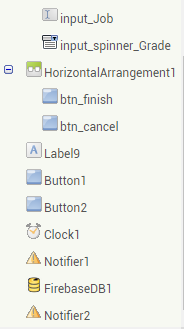 input_Job
input_spinner_Grade
HorizontalArrangement1
btn_finish
btn_cancel
Label9
Button1
Button2
Clock1
Notifier1
FirebaseDB1
Notifier2